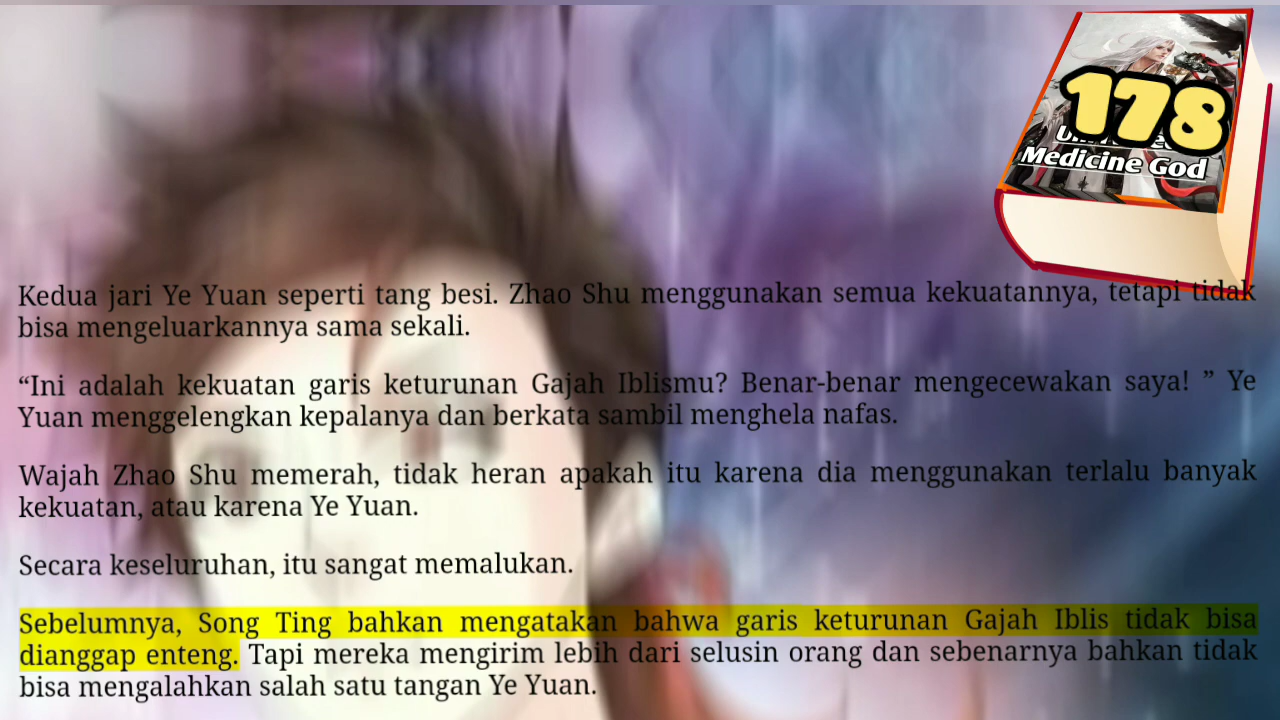 178
Medicine God
Kedua jari Ye Yuan seperti tang besi. Zhao Shu menggunakan semua kekuatannya, tetapi tidak
bisa mengeluarkannya sama sekali.
“Ini adalah kekuatan garis keturunan Gajah Iblismu? Benar-benar mengecewakan saya! ” Ye
Yuan menggelengkan kepalanya dan berkata sambil menghela nafas.
Wajah Zhao Shu memerah, tidak heran apakah itu karena dia menggunakan terlalu banyak
kekuatan, atau karena Ye Yuan.
Secara keseluruhan, itu sangat memalukan.
Sebelumnya, Song Ting bahkan mengatakan bahwa garis keturunan Gajah Iblis tidak bisa
dianggap enteng. Tapi mereka mengirim lebih dari selusin orang dan sebenarnya bahkan tidak
bisa mengalahkan salah satu tangan Ye Yuan.